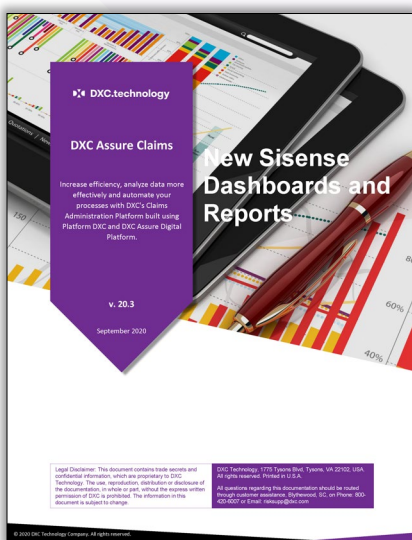 DXC.technology
DXC Assure Claims
New Sisense
Dashboards and
Reports
Increase efficiency, analyze data more
effectively and automate your
processes with DXC's Claims
Administration Platform built using
Platform DXC and DXC Assure Digital
Platform.
v. 20.3
September 2020
150
60%
40%
Legal Disclaimer: This document contains trade secrets and
confidential information, which are proprietary to DXC
Technology. The use, reproduction, distribution or disclosure of
the documentation, in whole or part, without the express written
permission of DXC is prohibited. The information in this
document is subject to change.
DXC Technology, 1775 Tysons Blvd, Tysons, VA 22102, USA
All rights reserved. Printed in U.S.A.
All questions regarding this documentation should be routed
through customer assistance, Blythewood, SC, on Phone: 800-
420-6007 or Email: risksupp@dxc.com
© 2020 DXC Technology Company. All rights reserved.